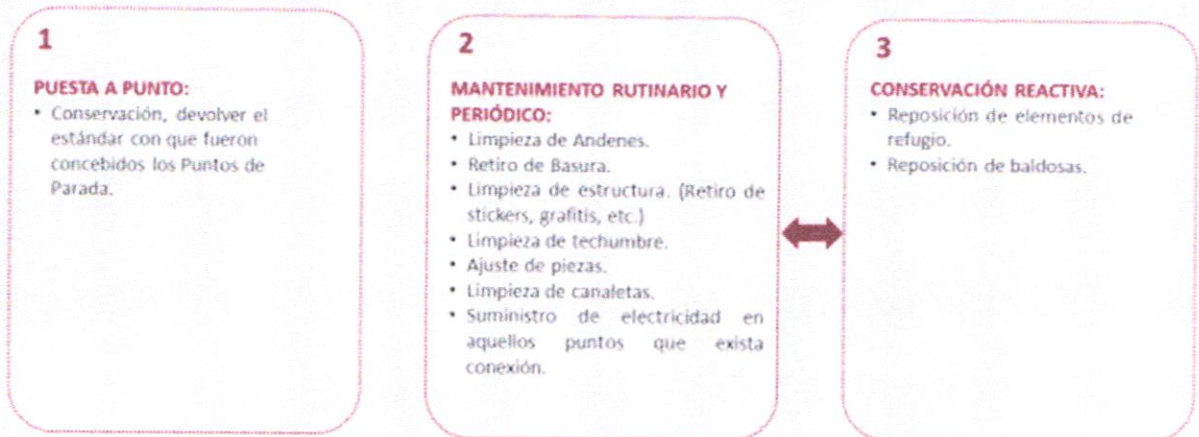 1
PUESTA A PUNTO:
• Conservación, devolver el
estándar con que fueron
concebidos los Puntos de
Parada.
2
MANTENIMIENTO RUTINARIO Y
PERIÓDICO:
• Limpieza de Andenes.
• Retiro de Basura.
• Limpieza de estructura. (Retiro de
stickers, grafitis, etc.)
• Limpieza de techumbre.
• Ajuste de piezas.
• Limpieza de canaletas.
• Suministro de electricidad en
aquellos puntos que exista
conexión.
3
CONSERVACIÓN REACTIVA:
• Reposición de elementos de
refugio.
• Reposición de baldosas.